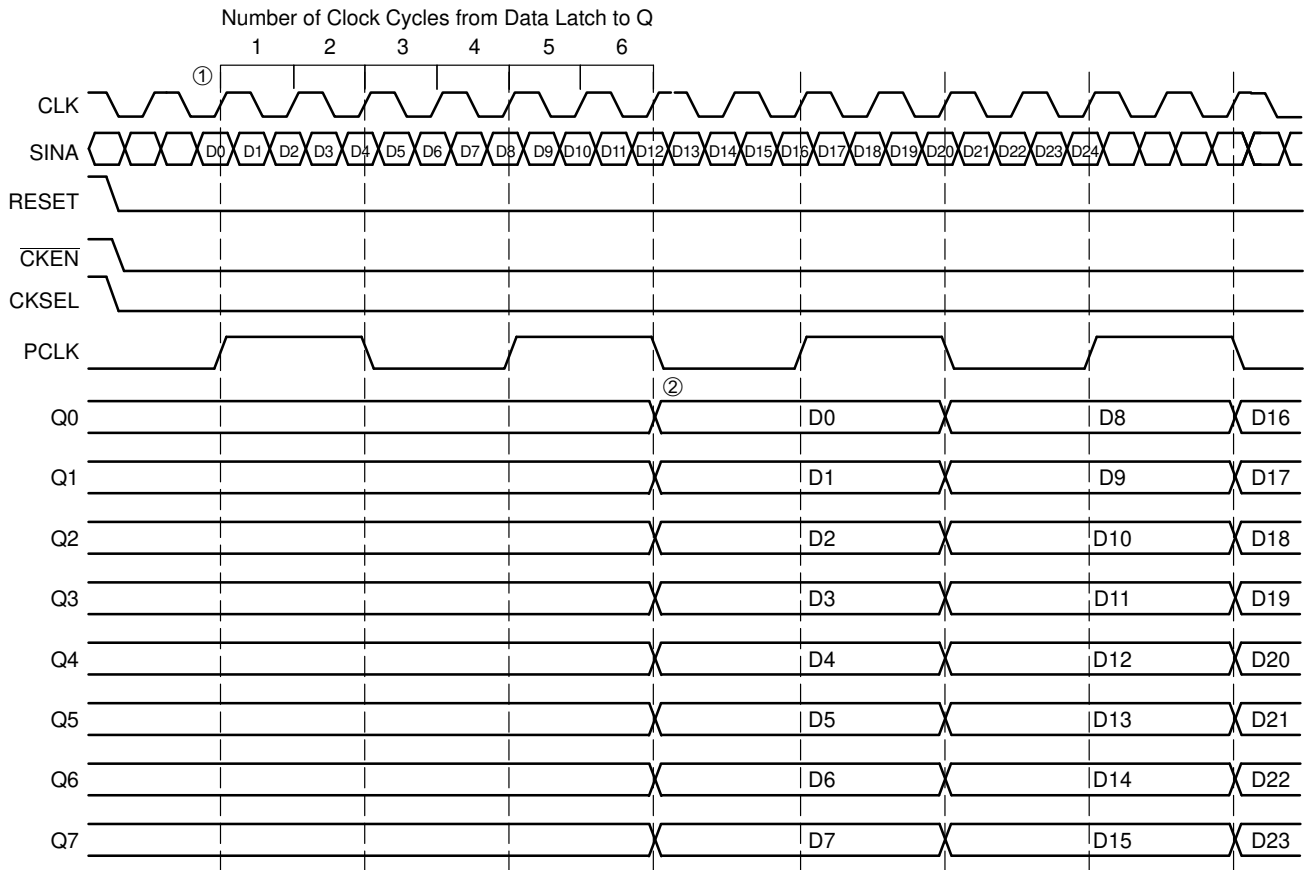 Number of Clock Cycles from Data Latch to Q
1 2 3 4 5 6
①
CLK
SINA D0 D1 D2 D3 D4 D5 D6 D7 D8 D9 D10 D11 D12 D13 D14 D15 D16 D17 D18 D19 D20 D21 D22 D23 D24
RESET
CKEN
CKSEL
PCLK
②
Q0 D0 D8 D16
Q1 D1 D9 D17
Q2 D2 D10 D18
Q3 D3 D11 D19
Q4 D4 D12 D20
Q5 D5 D13 D21
Q6 D6 D14 D22
Q7 D7 D15 D23